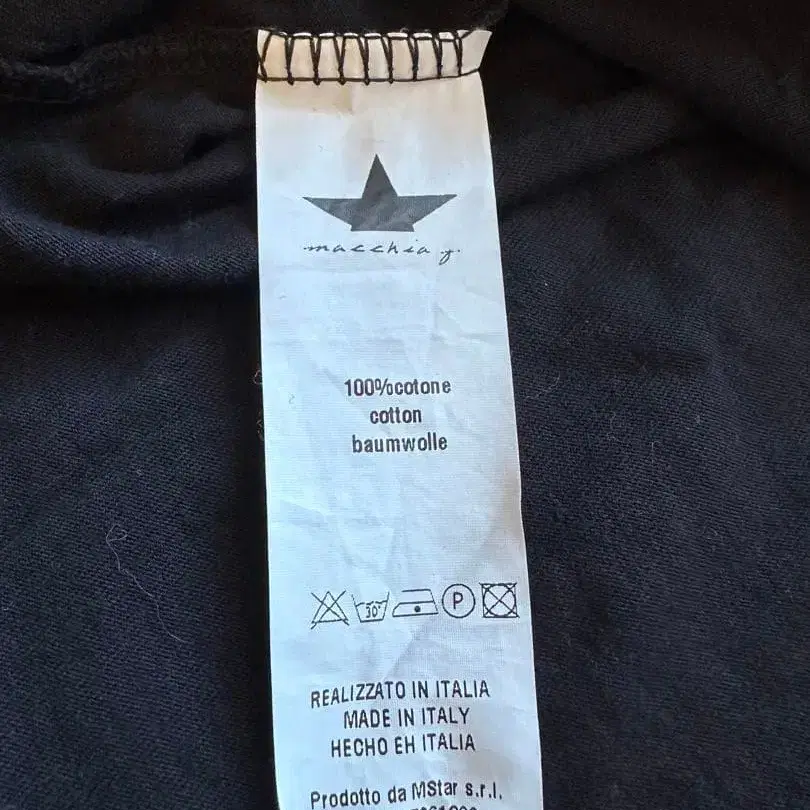 macchia j.
100%cotone
cotton
baumwolle
30°
P
REALIZZATO IN ITALIA
MADE IN ITALY
HECHO EH ITALIA
Prodotto da MStar s.r.l.